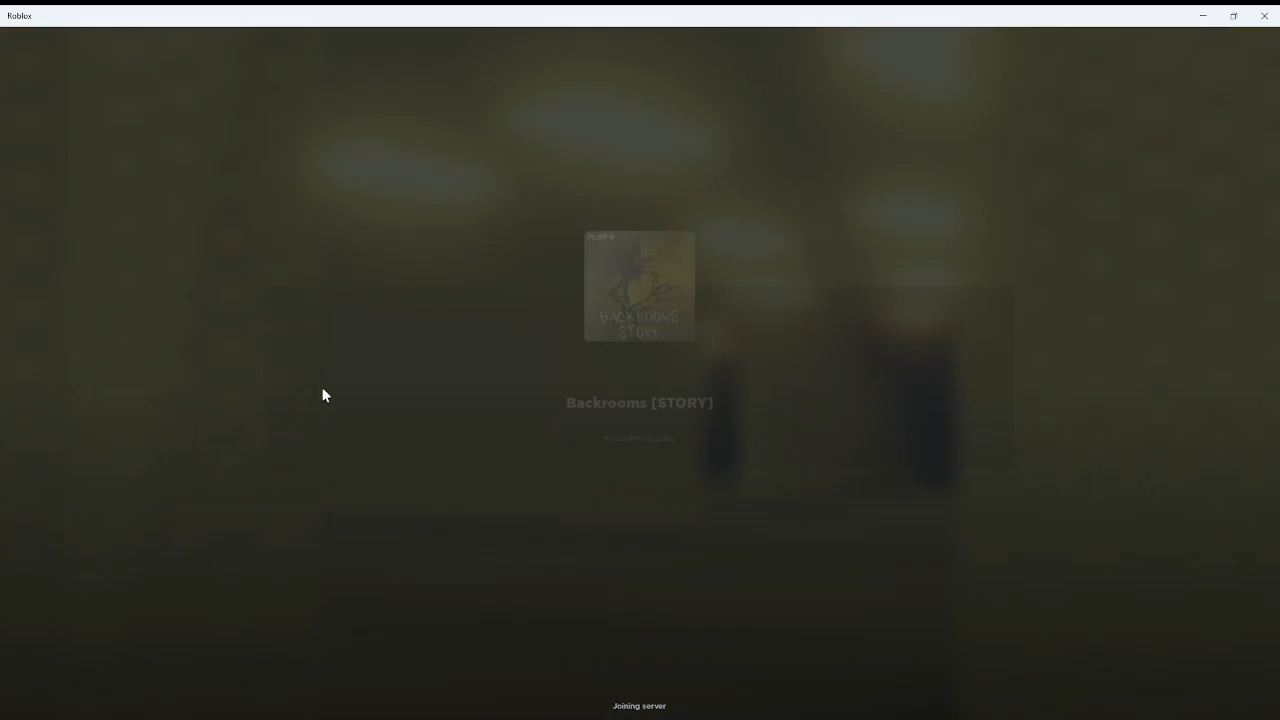 Roblox
PLAY
BACKROOMS
STORY
Backrooms [STORY]
Joining server